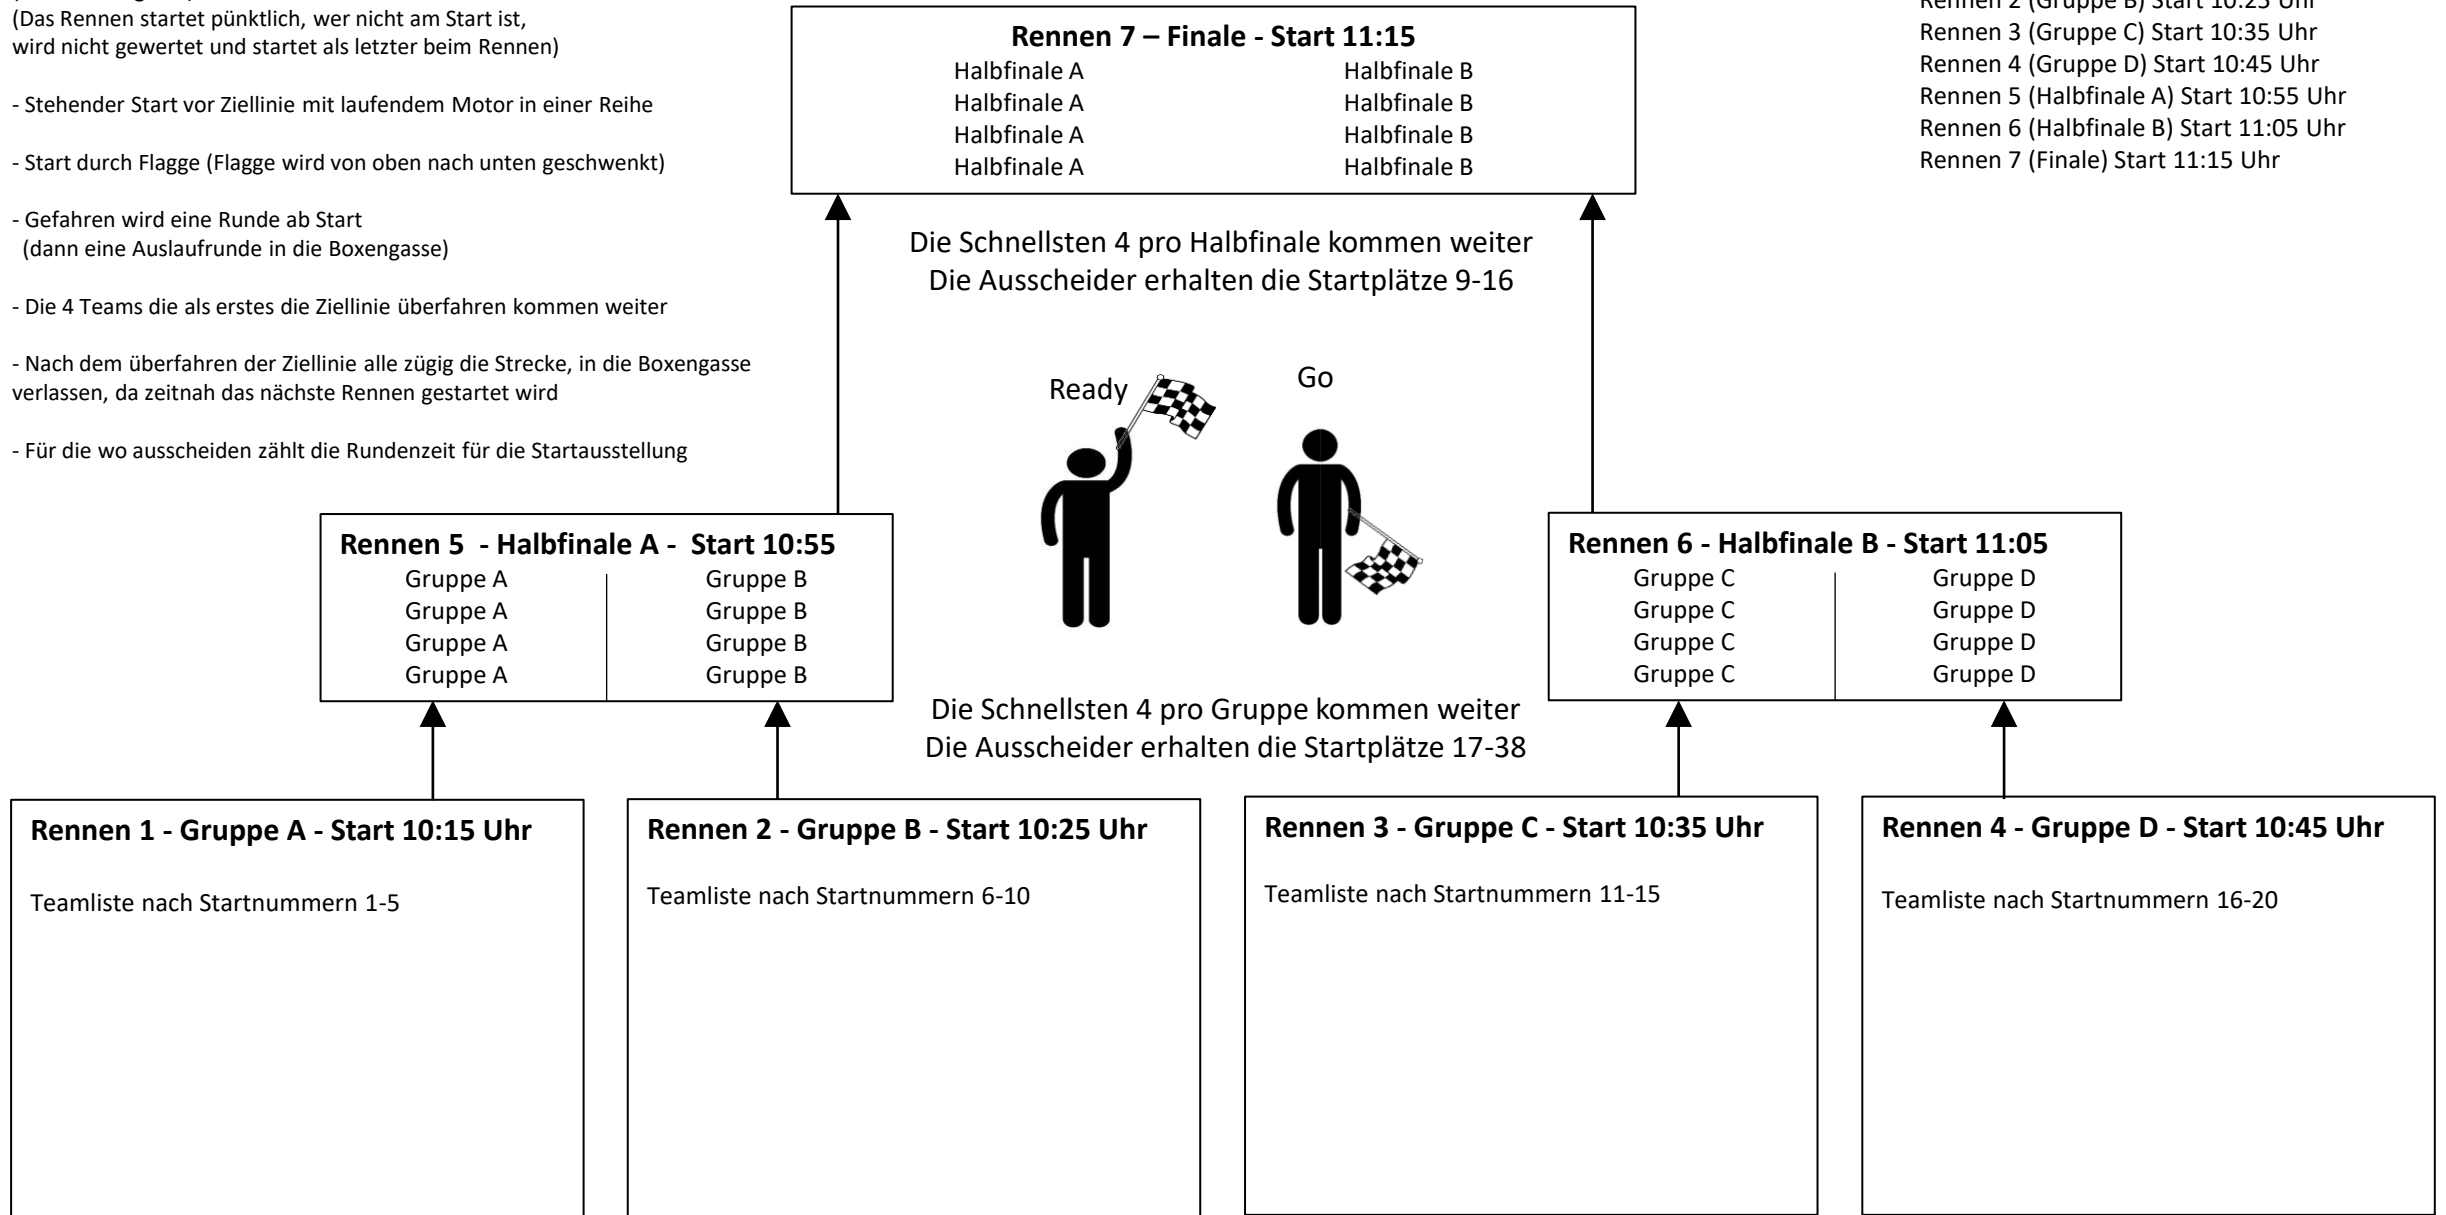 (Das Rennen startet pünktlich, wer nicht am Start ist,
wird nicht gewertet und startet als letzter beim Rennen)
- Stehender Start vor Ziellinie mit laufendem Motor in einer Reihe
- Start durch Flagge (Flagge wird von oben nach unten geschwenkt)
- Gefahren wird eine Runde ab Start
(dann eine Auslaufrunde in die Boxengasse)
- Die 4 Teams die als erstes die Ziellinie überfahren kommen weiter
- Nach dem überfahren der Ziellinie alle zügig die Strecke, in die Boxengasse
verlassen, da zeitnah das nächste Rennen gestartet wird
- Für die wo ausscheiden zählt die Rundenzeit für die Startausstellung
Rennen 7 – Finale - Start 11:15
Halbfinale A Halbfinale B
Halbfinale A Halbfinale B
Halbfinale A Halbfinale B
Halbfinale A Halbfinale B
Rennen 2 (Gruppe B) Start 10:25 Uhr
Rennen 3 (Gruppe C) Start 10:35 Uhr
Rennen 4 (Gruppe D) Start 10:45 Uhr
Rennen 5 (Halbfinale A) Start 10:55 Uhr
Rennen 6 (Halbfinale B) Start 11:05 Uhr
Rennen 7 (Finale) Start 11:15 Uhr
Die Schnellsten 4 pro Halbfinale kommen weiter
Die Ausscheider erhalten die Startplätze 9-16
Ready
Go
Rennen 5 - Halbfinale A - Start 10:55
Gruppe A Gruppe B
Gruppe A Gruppe B
Gruppe A Gruppe B
Gruppe A Gruppe B
Rennen 6 - Halbfinale B - Start 11:05
Gruppe C Gruppe D
Gruppe C Gruppe D
Gruppe C Gruppe D
Gruppe C Gruppe D
Die Schnellsten 4 pro Gruppe kommen weiter
Die Ausscheider erhalten die Startplätze 17-38
Rennen 1 - Gruppe A - Start 10:15 Uhr
Teamliste nach Startnummern 1-5
Rennen 2 - Gruppe B - Start 10:25 Uhr
Teamliste nach Startnummern 6-10
Rennen 3 - Gruppe C - Start 10:35 Uhr
Teamliste nach Startnummern 11-15
Rennen 4 - Gruppe D - Start 10:45 Uhr
Teamliste nach Startnummern 16-20